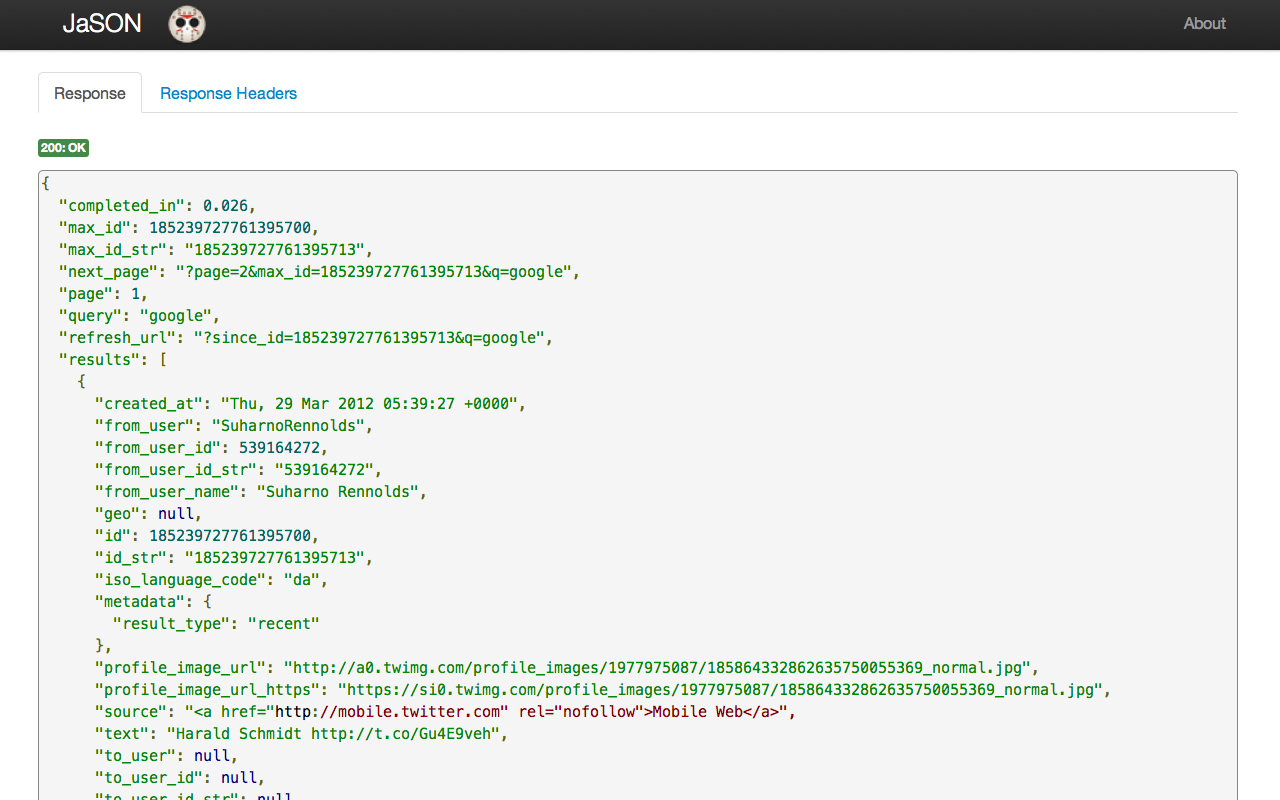 JaSON
About
Response
Response Headers
200: OK
{
"completed_in": 0.026,
"max_id": 185239727761395700,
"max_id_str": "185239727761395713",
"next_page": "?page=2&max_id=185239727761395713&q=google",
"page": 1,
"query": "google",
"refresh_url": "?since_id=185239727761395713&q=google",
"results": [
{
"created_at": "Thu, 29 Mar 2012 05:39:27 +0000",
"from_user": "SuharnoRennolds",
"from_user_id": 539164272,
"from_user_id_str": "539164272",
"from_user_name": "Suharno Rennolds",
"geo": null,
"id": 185239727761395700,
"id_str": "185239727761395713",
"iso_language_code": "da",
"metadata": {
"result_type": "recent"
},
"profile_image_url": "http://a0.twimg.com/profile_images/1977975087/185864332862635750055369_normal.jpg",
"profile_image_url_https": "https://si0.twimg.com/profile_images/1977975087/185864332862635750055369_normal.jpg",
"source": "<a href="http://mobile.twitter.com" rel="nofollow">Mobile Web</a>",
"text": "Harald Schmidt http://t.co/Gu4E9veh",
"to_user": null,
"to_user_id": null,
"to_user_id_str": null